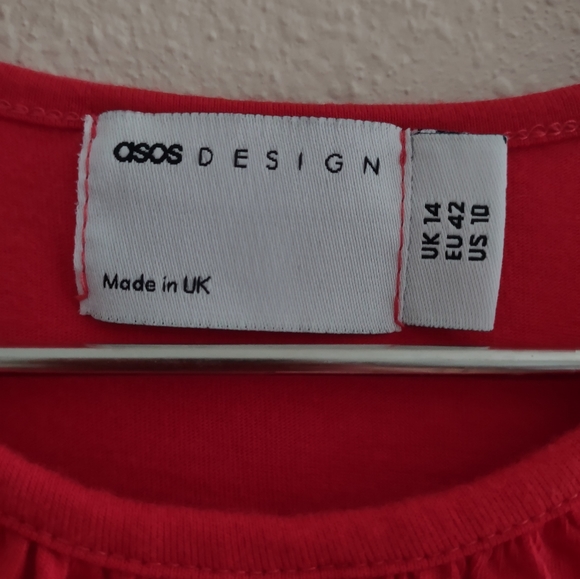 asos DESIGN
Made in UK
UK 14
EU 42
US 10